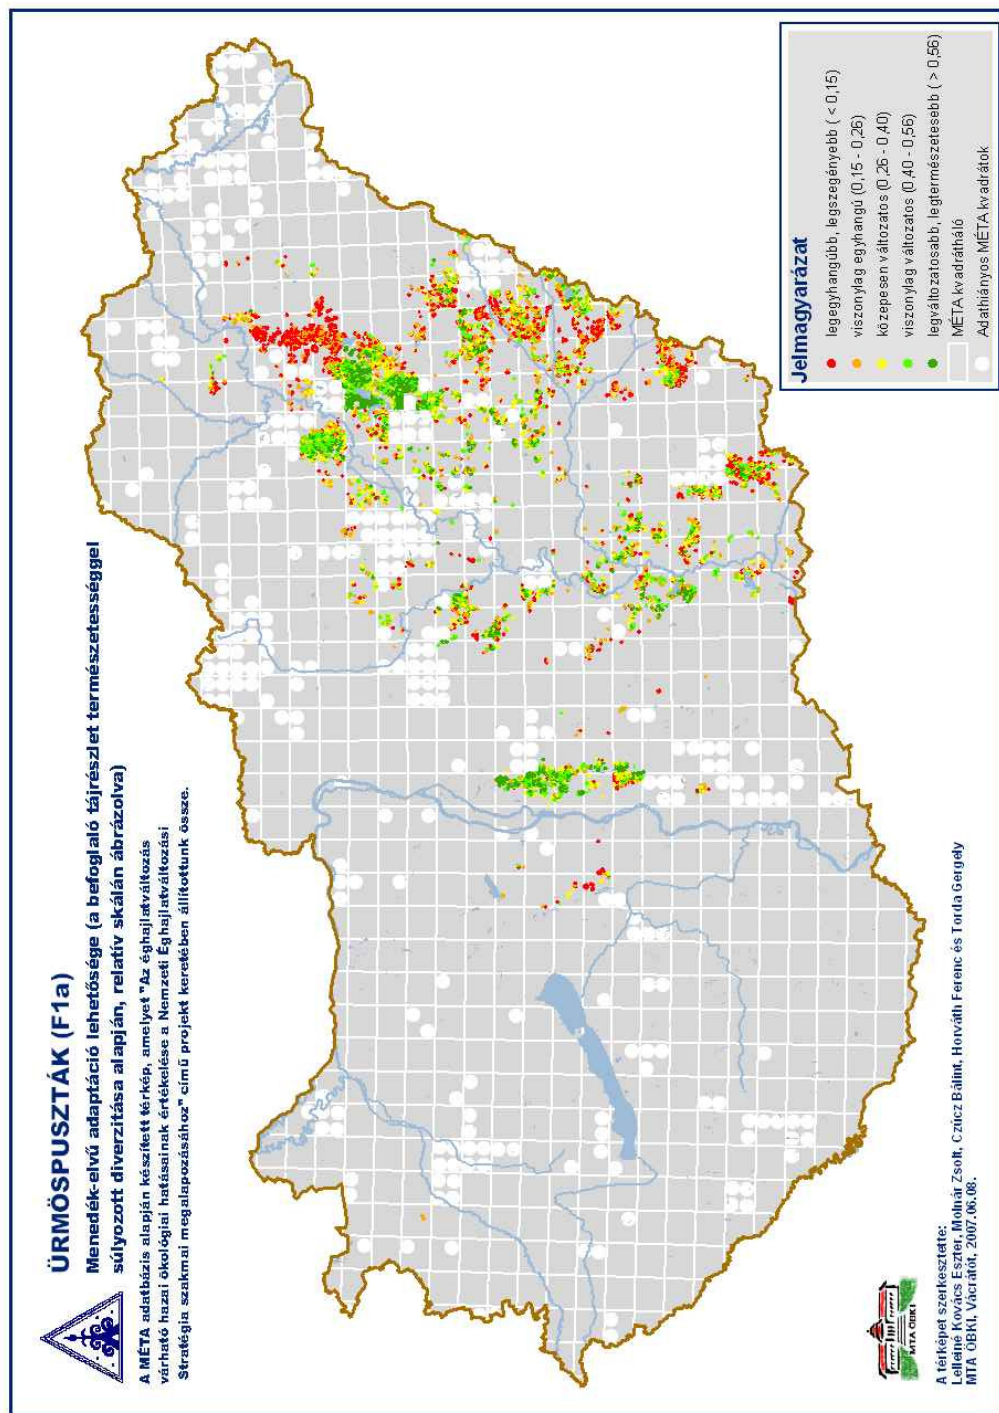 ÜRMÖSPUSZTÁK (F1a)
Menedék-elvű adaptáció lehetősége (a befoglaló tájrészlet természetességgel
súlyozott diverzitása alapján, relatív skálán ábrázolva)
A MÉTA adatbázis alapján készített térkép, amelyet "Az éghajlatváltozás
várható hazai ökológiai hatásainak értékelése a Nemzeti Éghajlatváltozási
Stratégia szakmai megalapozásához" című projekt keretében állítottunk össze.
Jelmagyarázat
legegyhangúbb, legszegényebb ( < 0,15)
viszonylag egyhangú (0,15 - 0,26)
közepesen változatos (0,26 - 0,40)
viszonylag változatos (0,40 - 0,56)
legváltozatosabb, legtermészetesebb ( > 0,56)
MÉTA kvadrátháló
Adathiányos MÉTA kvadrátok
MTA ÖBKI
A térképet szerkesztette:
Lelleiné Kovács Eszter, Molnár Zsolt, Czúcz Bálint, Horváth Ferenc és Torda Gergely
MTA ÖBKI, Vácrátót, 2007.06.08.